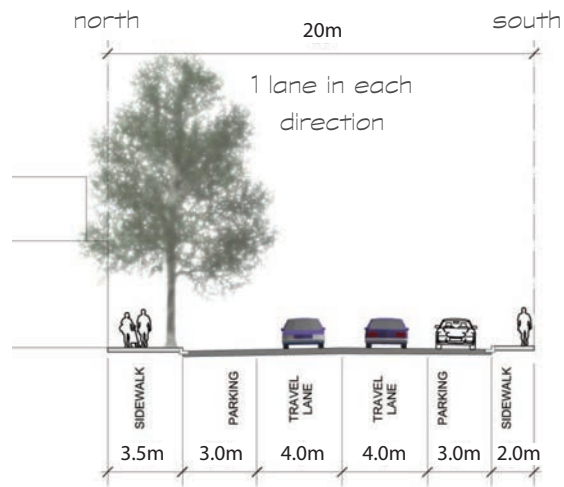 north
south
20m
1 lane in each
direction
SIDEWALK
PARKING
TRAVEL
LANE
TRAVEL
LANE
PARKING
SIDEWALK
3.5m
3.0m
4.0m
4.0m
3.0m
2.0m